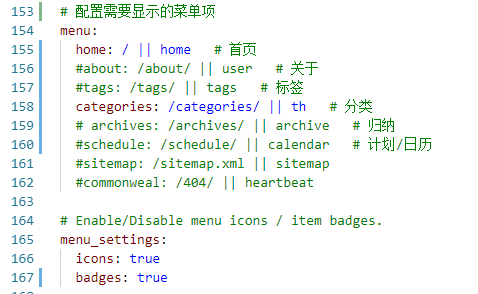 153 # 配置需要显示的菜单项
154 menu:
155 home: / || home # 首页
156 #about: /about/ || user # 关于
157 #tags: /tags/ || tags # 标签
158 categories: /categories/ || th # 分类
159 # archives: /archives/ || archive # 归纳
160 #schedule: /schedule/ || calendar # 计划/日历
161 #sitemap: /sitemap.xml || sitemap
162 #commonweal: /404/ || heartbeat
163
164 # Enable/Disable menu icons / item badges.
165 menu_settings:
166 icons: true
167 badges: true